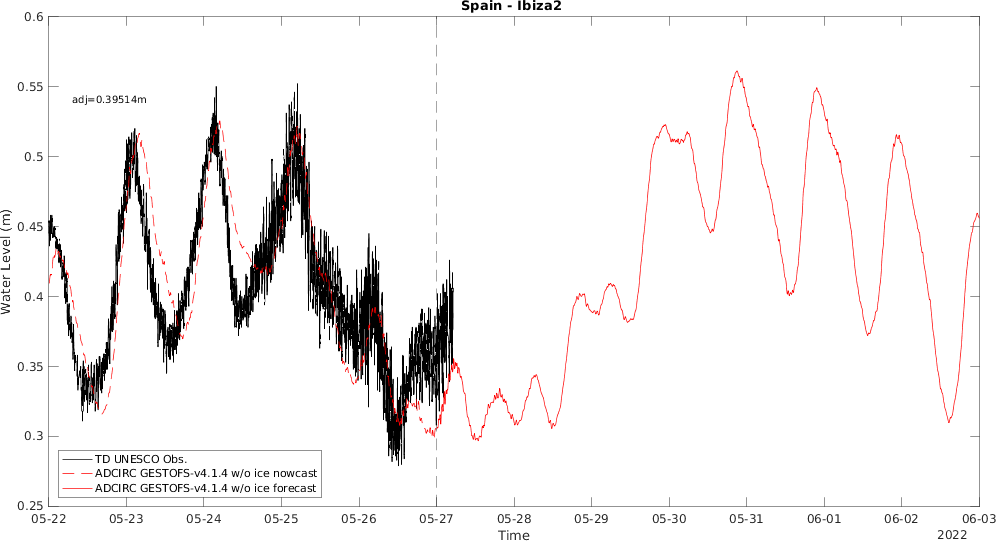 Spain - Ibiza2
0.6
0.55
0.5
0.45
0.4
0.35
0.3
0.25
Water Level (m)
adj=0.39514m
TD UNESCO Obs.
ADCIRC GESTOFS-v4.1.4 w/o ice nowcast
ADCIRC GESTOFS-v4.1.4 w/o ice forecast
05-22 05-23 05-24 05-25 05-26 05-27 05-28 05-29 05-30 05-31 06-01 06-02 06-03
Time
2022